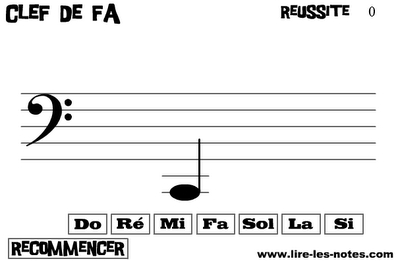 CLEF DE FA
REUSSITE 0
Do Ré Mi Fa Sol La Si
RECOMMENCER
www.lire-les-notes.com